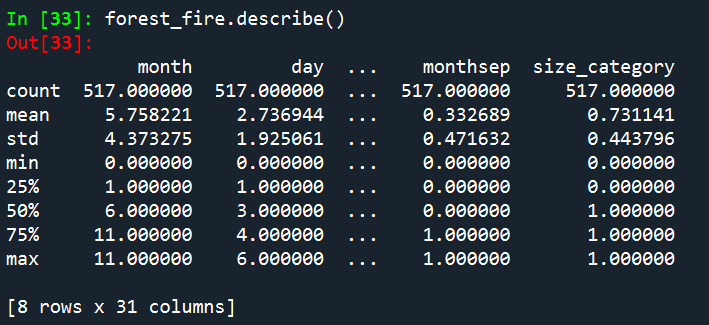 In [33]: forest_fire.describe()
Out[33]:
month day ... monthsep size_category
count 517.000000 517.000000 ... 517.000000 517.000000
mean 5.758221 2.736944 ... 0.332689 0.731141
std 4.373275 1.925061 ... 0.471632 0.443796
min 0.000000 0.000000 ... 0.000000 0.000000
25% 1.000000 1.000000 ... 0.000000 0.000000
50% 6.000000 3.000000 ... 0.000000 1.000000
75% 11.000000 4.000000 ... 1.000000 1.000000
max 11.000000 6.000000 ... 1.000000 1.000000
[8 rows x 31 columns]